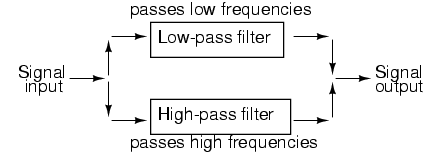 passes low frequencies
Low-pass filter
Signal
input
Signal
output
High-pass filter
passes high frequencies